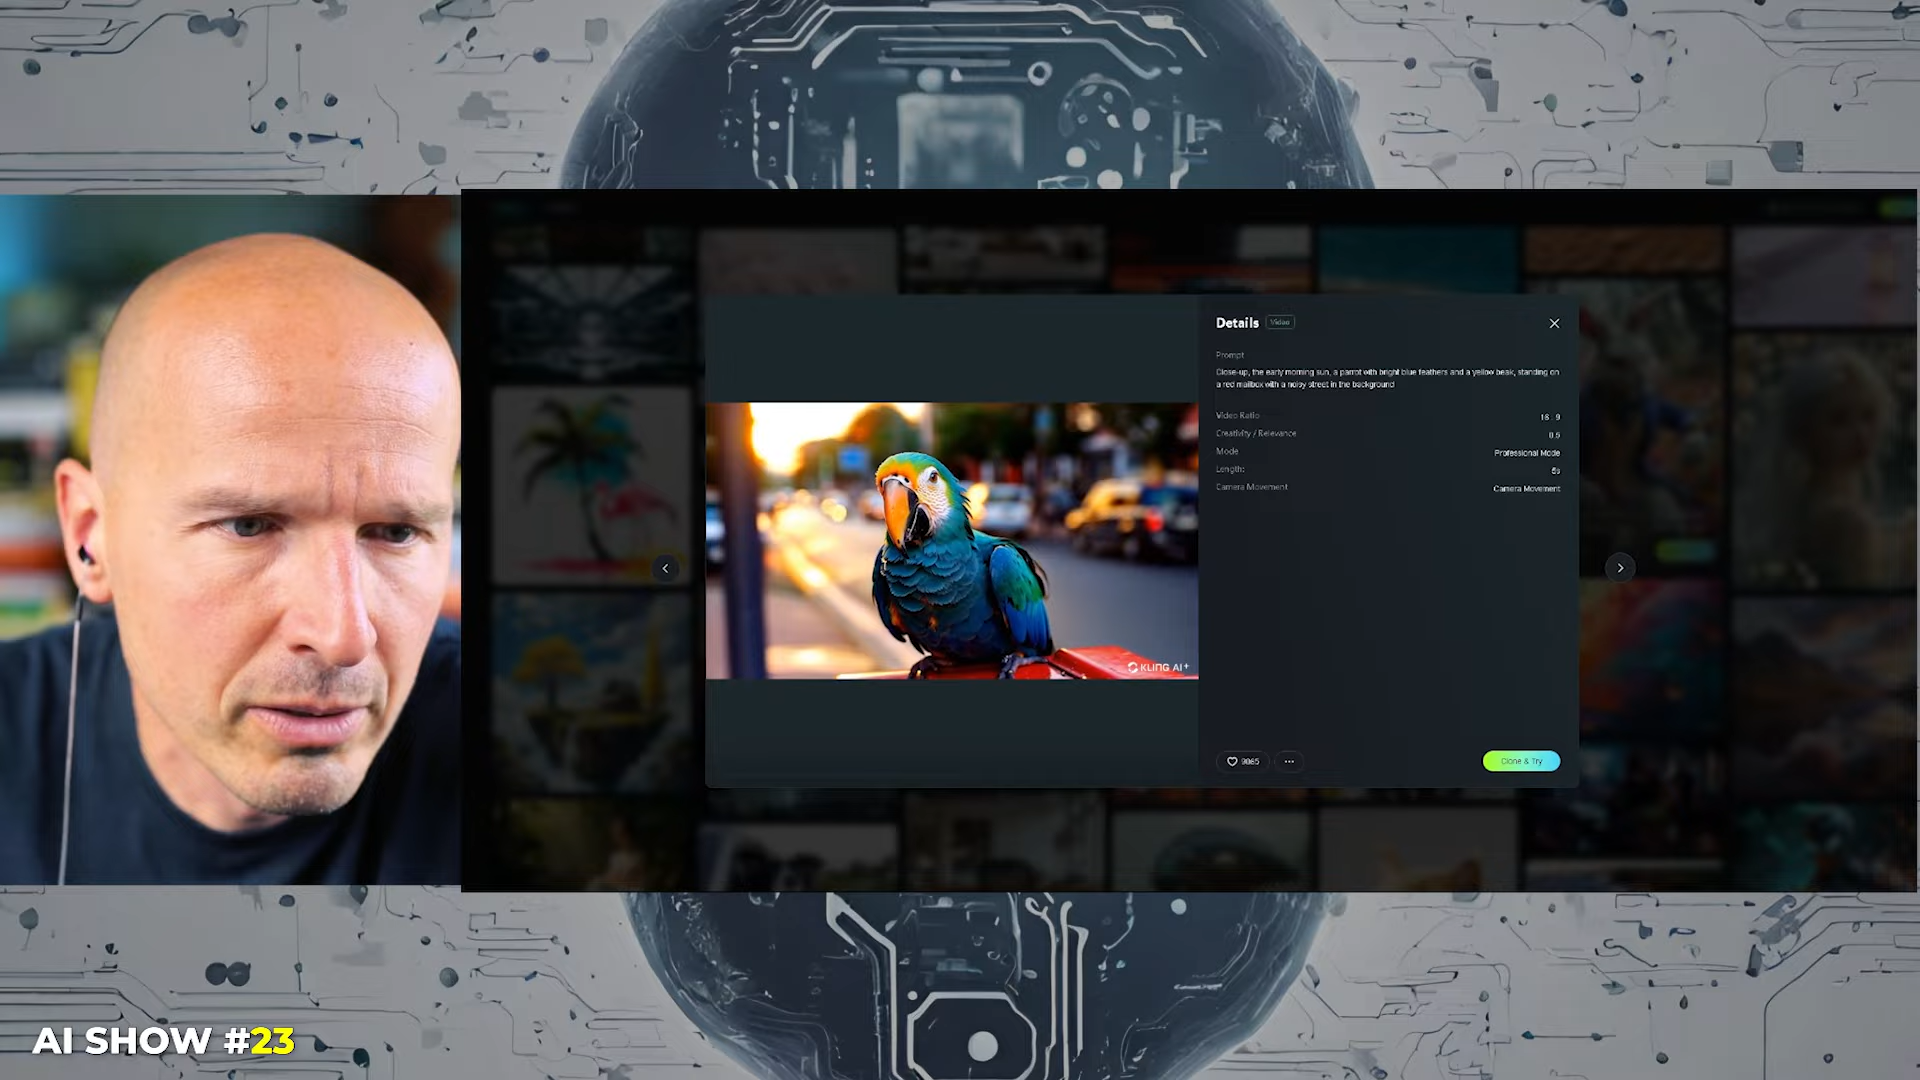 Details Video
Prompt
Close-up, the early morning sun, a parrot with bright blue feathers and a yellow beak, standing on
a red mailbox with a noisy street in the background
Video Ratio 16 : 9
Creativity / Relevance 0.5
Mode Professional Mode
Length: 5s
Camera Movement Camera Movement
KLING AI+
9065 ...
Clone & Try
AI SHOW #23